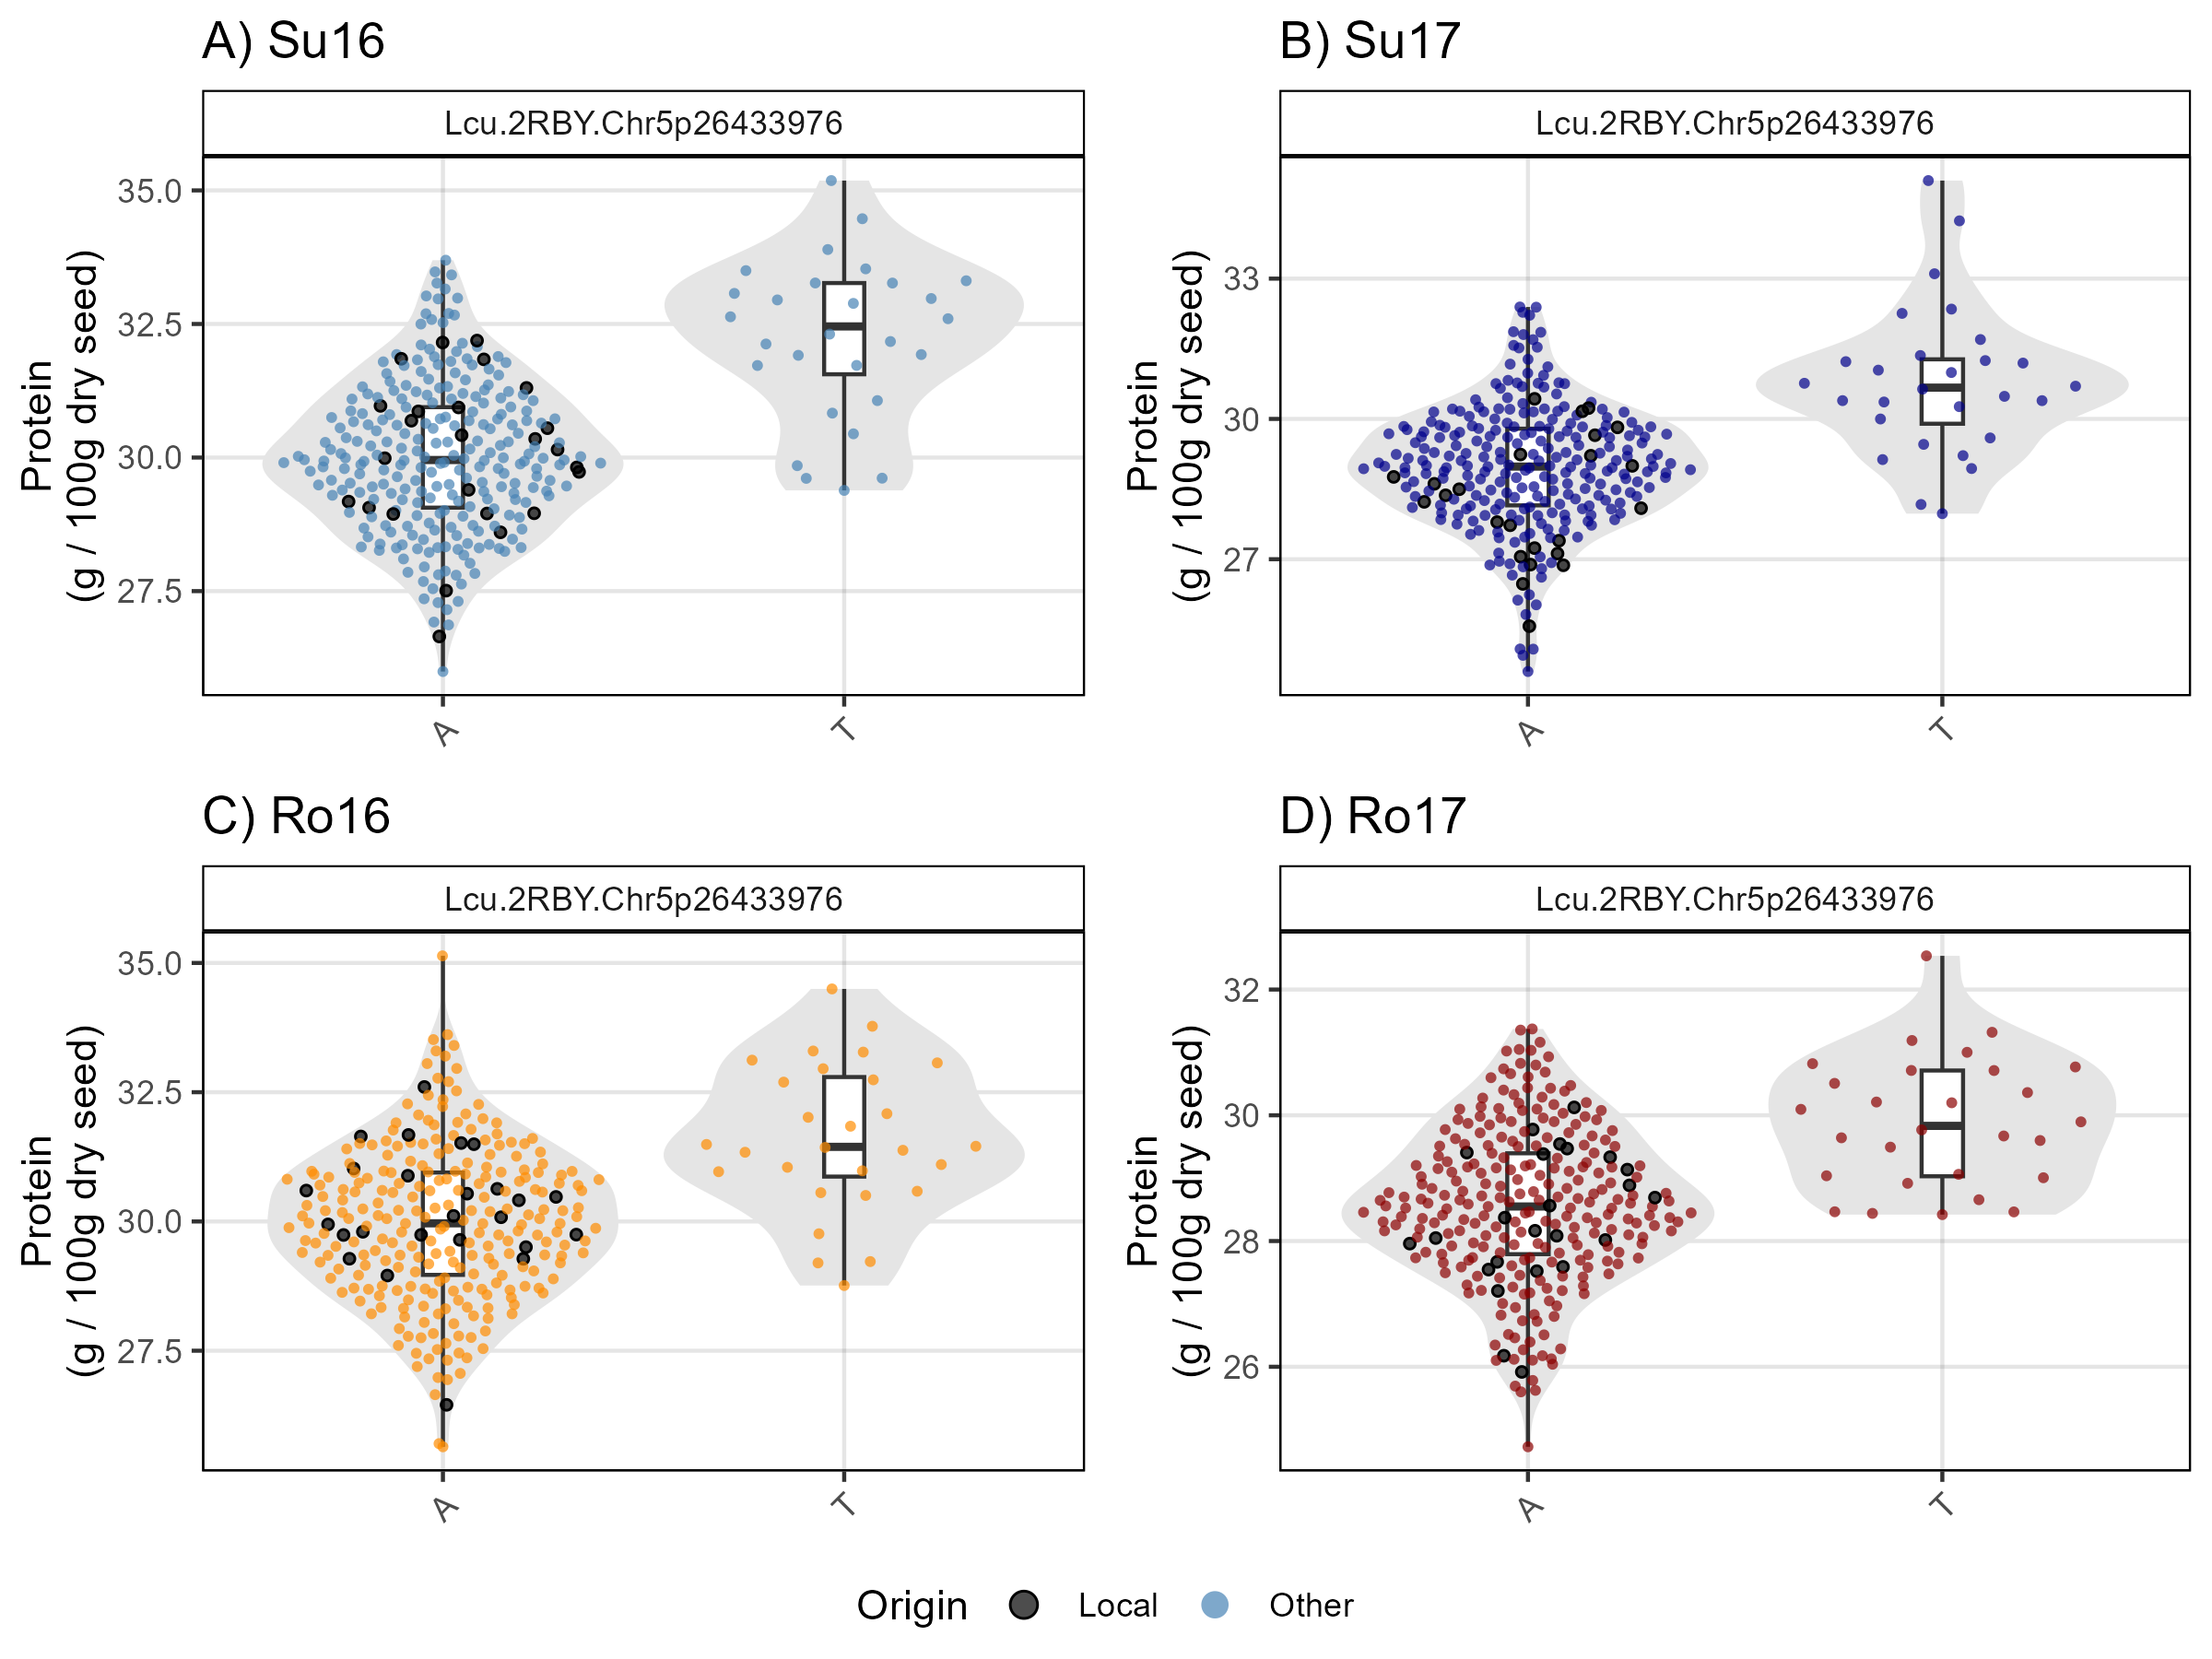 A) Su16
Lcu.2RBY.Chr5p26433976
Protein
(g / 100g dry seed)
35.0
32.5
30.0
27.5
A
T
B) Su17
Lcu.2RBY.Chr5p26433976
Protein
(g / 100g dry seed)
33
30
27
A
T
C) Ro16
Lcu.2RBY.Chr5p26433976
Protein
(g / 100g dry seed)
35.0
32.5
30.0
27.5
A
T
D) Ro17
Lcu.2RBY.Chr5p26433976
Protein
(g / 100g dry seed)
32
30
28
26
A
T
Origin Local Other